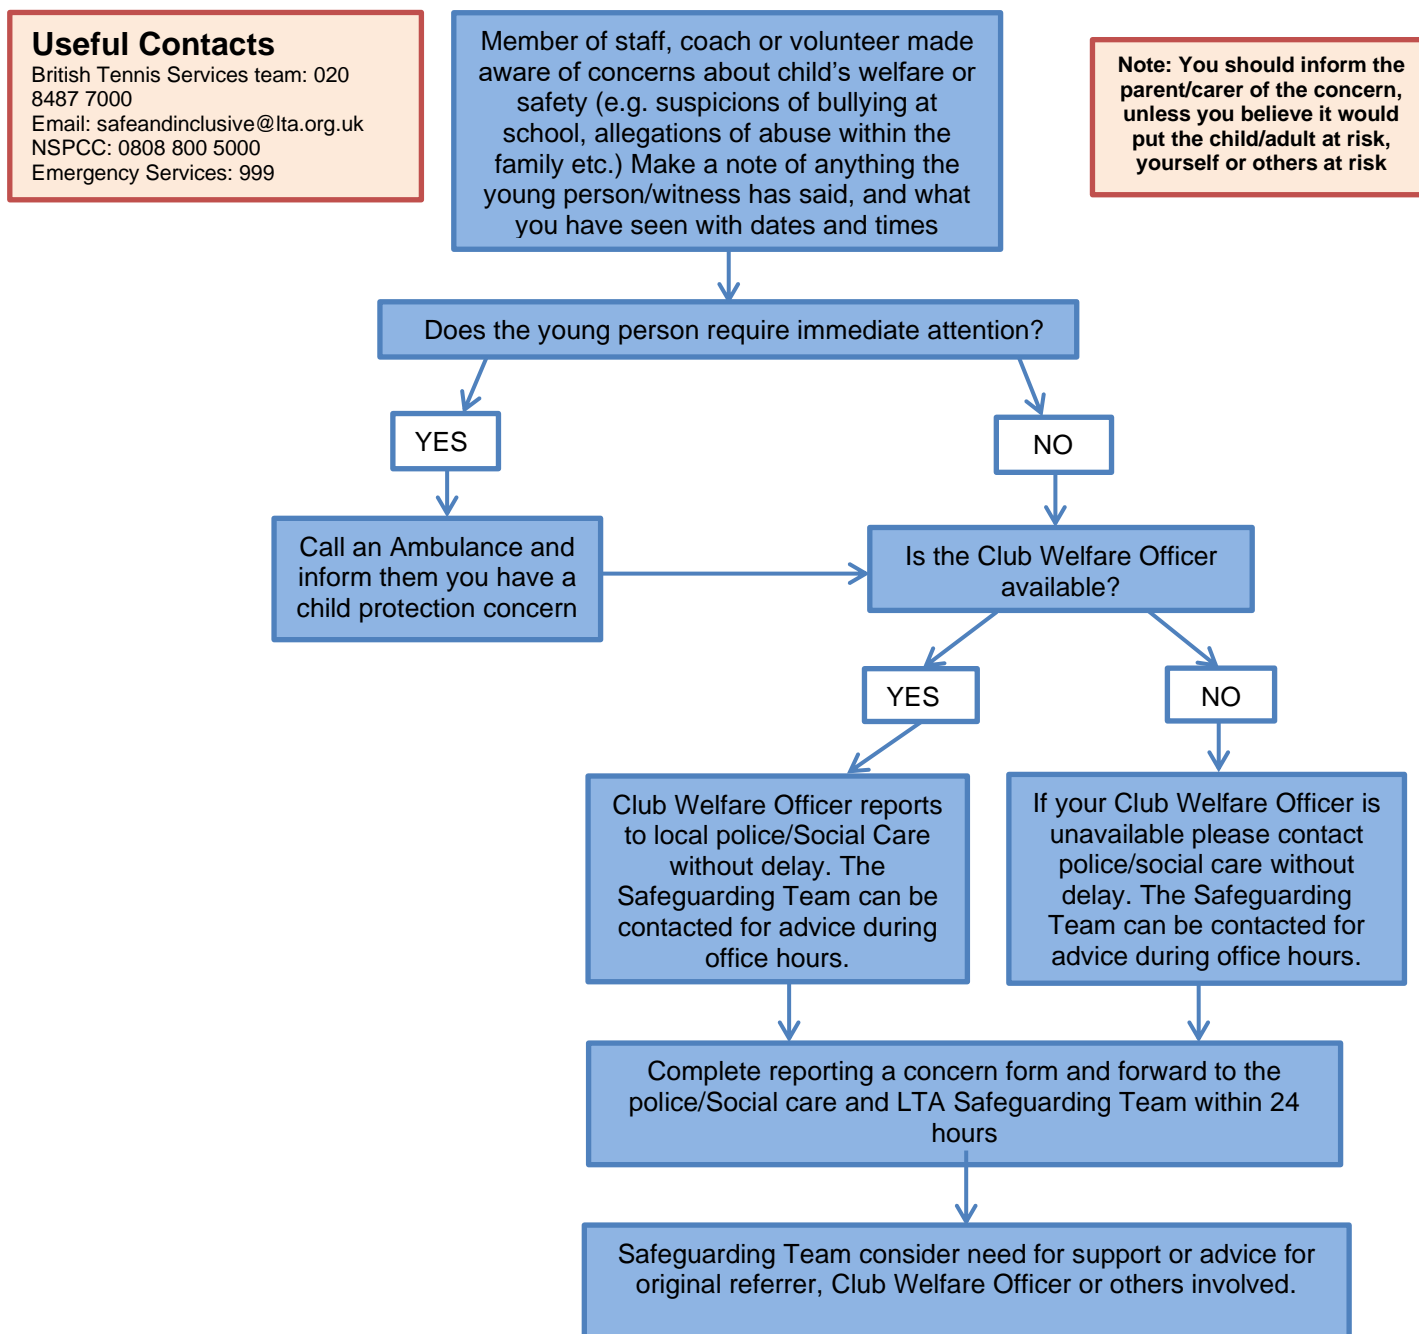 Useful Contacts
British Tennis Services team: 020
8487 7000
Email: safeandinclusive@lta.org.uk
NSPCC: 0808 800 5000
Emergency Services: 999
Member of staff, coach or volunteer made
aware of concerns about child's welfare or
safety (e.g. suspicions of bullying at
school, allegations of abuse within the
family etc.) Make a note of anything the
young person/witness has said, and what
you have seen with dates and times
Note: You should inform the
parent/carer of the concern,
unless you believe it would
put the child/adult at risk,
yourself or others at risk
Does the young person require immediate attention?
YES
NO
Call an Ambulance and
inform them you have a
child protection concern
Is the Club Welfare Officer
available?
YES
NO
Club Welfare Officer reports
to local police/Social Care
without delay. The
Safeguarding Team can be
contacted for advice during
office hours.
If your Club Welfare Officer is
unavailable please contact
police/social care without
delay. The Safeguarding
Team can be contacted for
advice during office hours.
Complete reporting a concern form and forward to the
police/Social care and LTA Safeguarding Team within 24
hours
Safeguarding Team consider need for support or advice for
original referrer, Club Welfare Officer or others involved.